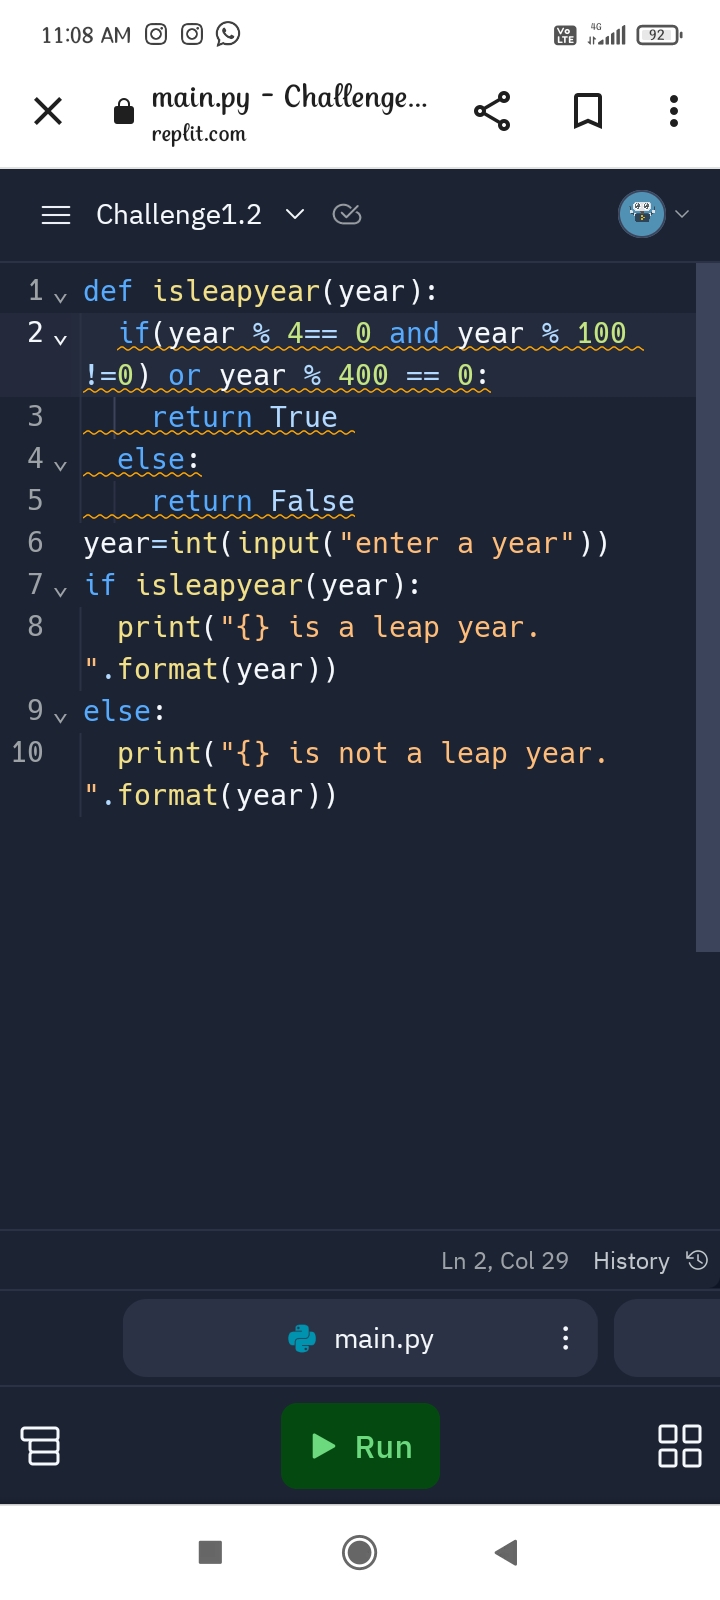 11:08 AM
Vo LTE 4G 92
main.py - Challenge...
replit.com
Challenge1.2
1 def isleapyear(year):
2 if(year % 4== 0 and year % 100
!=0) or year % 400 == 0:
3 return True
4 else:
5 return False
6 year=int(input("enter a year"))
7 if isleapyear(year):
8 print("{} is a leap year.
".format(year))
9 else:
10 print("{} is not a leap year.
".format(year))
Ln 2, Col 29 History
main.py
Run